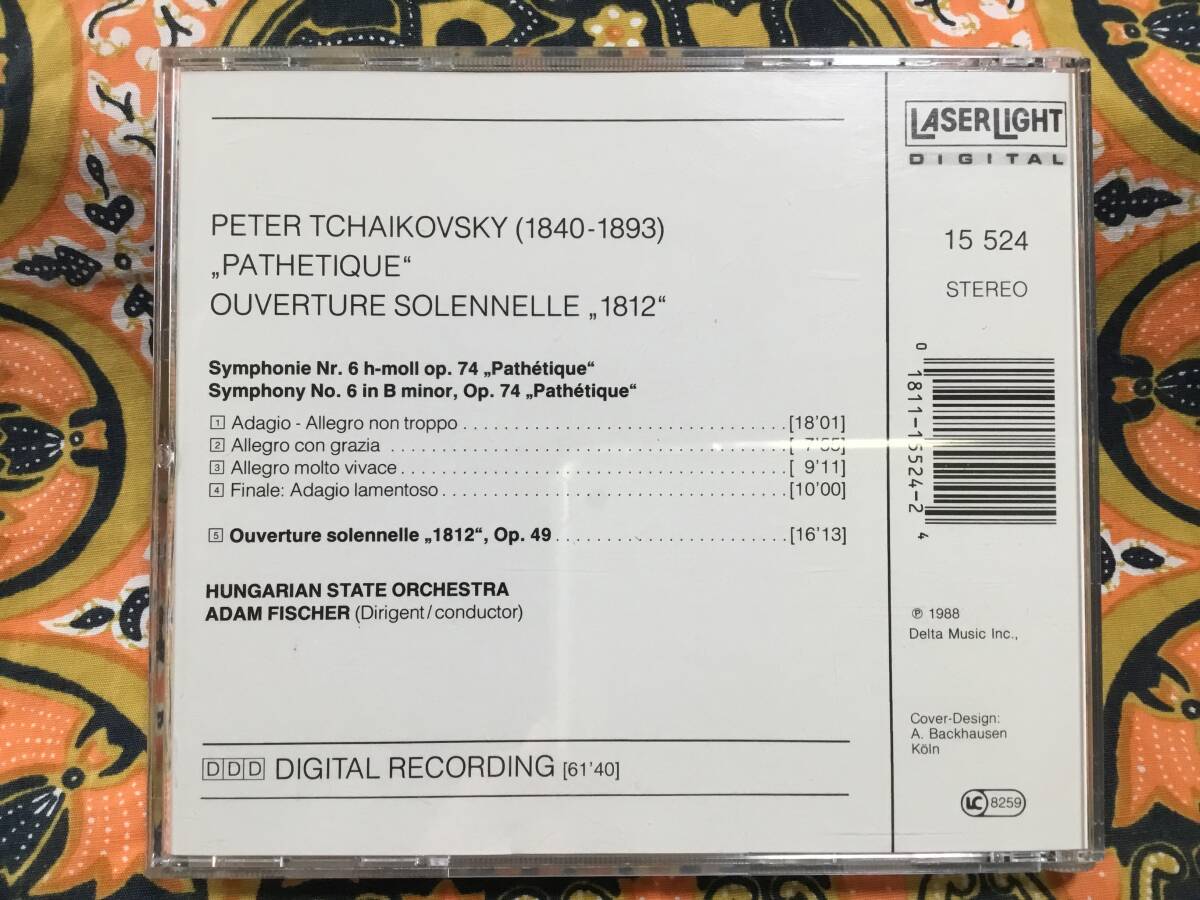 PETER TCHAIKOVSKY (1840-1893)
„PATHETIQUE“
OUVERTURE SOLENNELLE „1812“
Symphonie Nr. 6 h-moll op. 74 „Pathétique“
Symphony No. 6 in B minor, Op. 74 „Pathétique“
1 Adagio - Allegro non troppo [18'01]
2 Allegro con grazia [ 7'55]
3 Allegro molto vivace [ 9'11]
4 Finale: Adagio lamentoso [10'00]
5 Ouverture solennelle „1812“, Op. 49 [16'13]
HUNGARIAN STATE ORCHESTRA
ADAM FISCHER (Dirigent/conductor)
DDD DIGITAL RECORDING [61'40]
LASERLIGHT
DIGITAL
15 524
STEREO
0 1811-15524-2 4
℗ 1988
Delta Music Inc.,
Cover-Design:
A. Backhausen
Köln
LC 8259